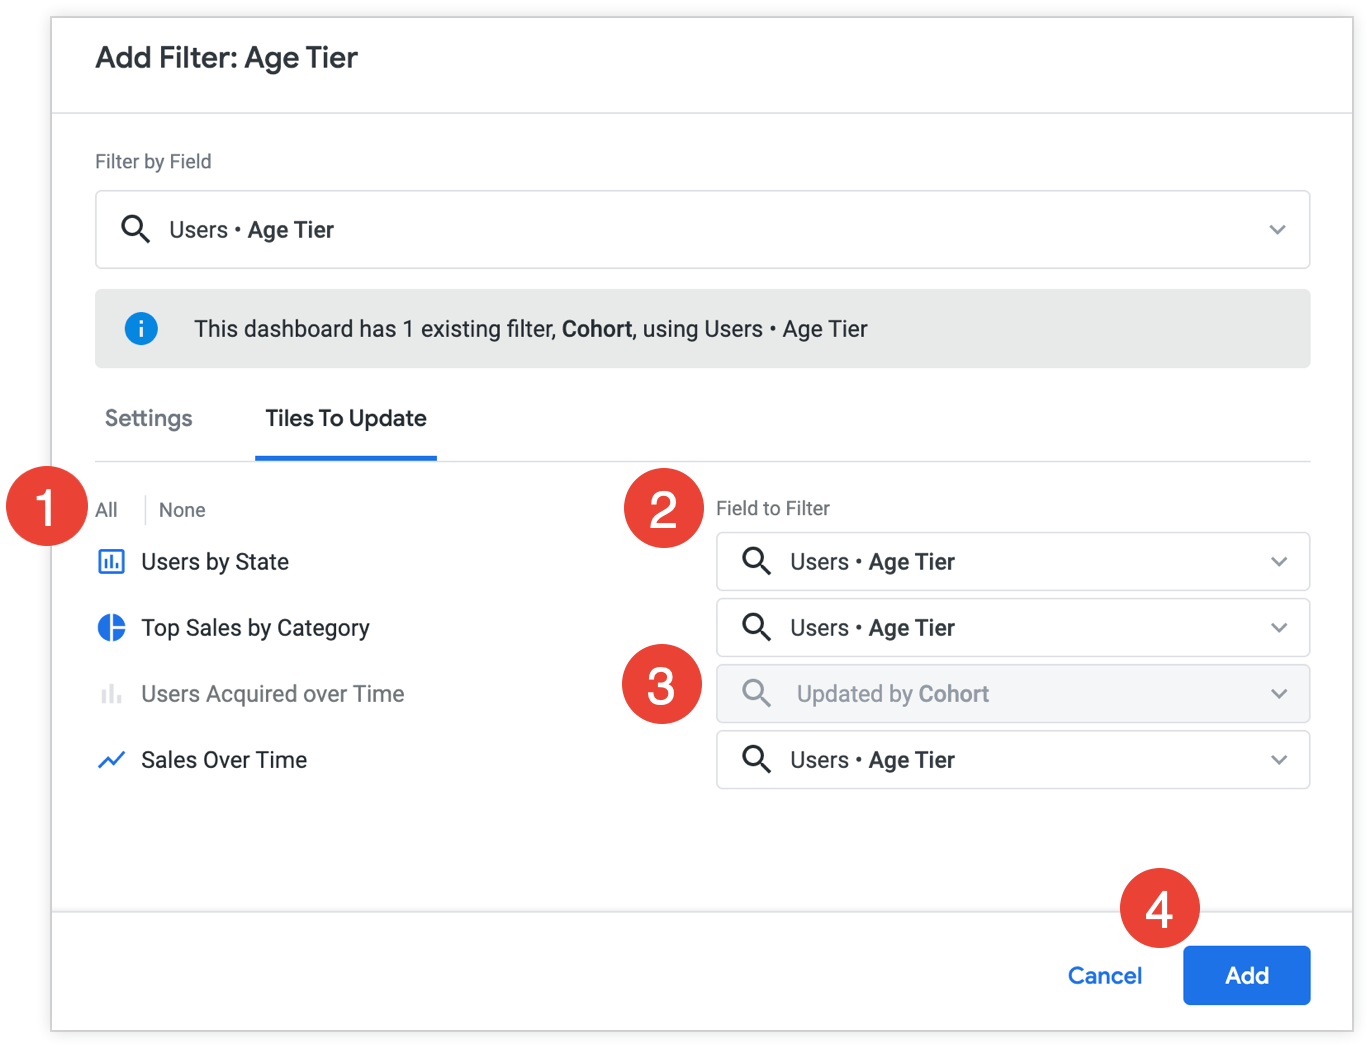 Add Filter: Age Tier
Filter by Field
Users • Age Tier
This dashboard has 1 existing filter, Cohort, using Users • Age Tier
Settings Tiles To Update
1 All None 2 Field to Filter
Users by State Users • Age Tier
Top Sales by Category Users • Age Tier
Users Acquired over Time 3 Updated by Cohort
Sales Over Time Users • Age Tier
4
Cancel Add